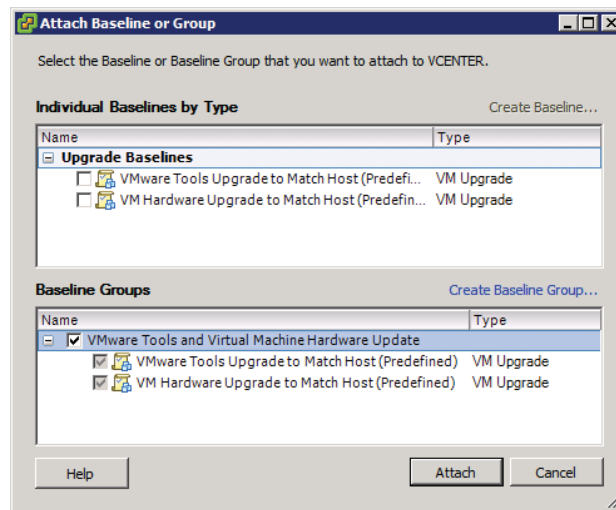 Attach Baseline or Group
Select the Baseline or Baseline Group that you want to attach to VCENTER.
Individual Baselines by Type Create Baseline...
Name Type
Upgrade Baselines
VMware Tools Upgrade to Match Host (Predefi... VM Upgrade
VM Hardware Upgrade to Match Host (Predefin... VM Upgrade
Baseline Groups Create Baseline Group...
Name Type
VMware Tools and Virtual Machine Hardware Update
VMware Tools Upgrade to Match Host (Predefined) VM Upgrade
VM Hardware Upgrade to Match Host (Predefined) VM Upgrade
Help Attach Cancel